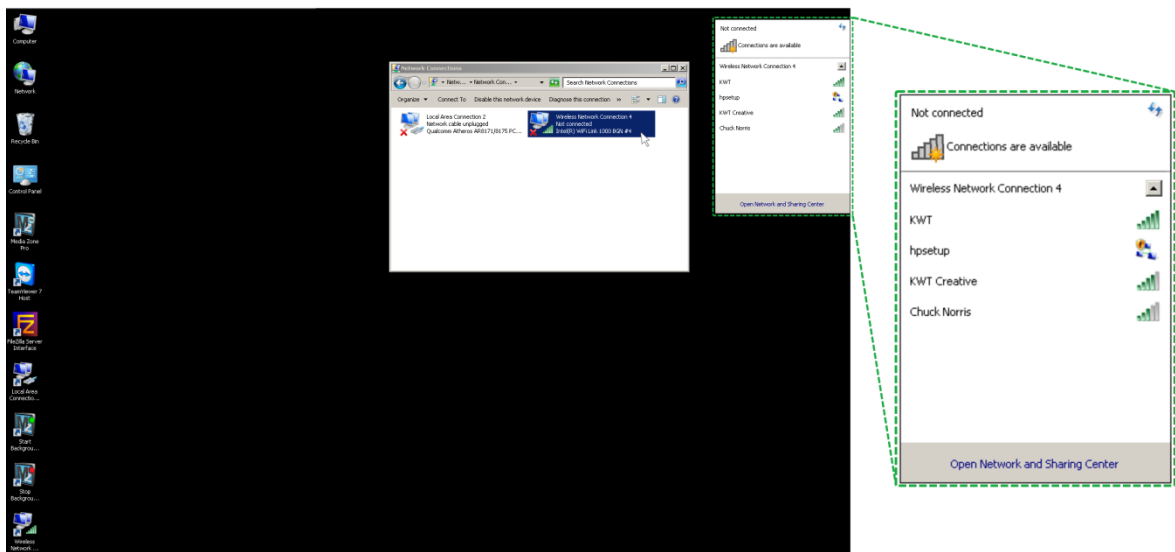 Computer
Network
Recycle Bin
Control Panel
Media Zone
Pro
TeamViewer 7
Host
FileZilla Server
Interface
Local Area
Connectio...
Start
Backgrou...
Stop
Backgrou...
Wireless
Network ...
Network Connections
Netw... Network Con...
Search Network Connections
Organize Connect To Disable this network device Diagnose this connection »
Local Area Connection 2
Network cable unplugged
Qualcomm Atheros AR8171/8175 PC...
Wireless Network Connection 4
Not connected
Intel(R) WiFi Link 1000 BGN #4
Not connected
Connections are available
Wireless Network Connection 4
KWT
hpsetup
KWT Creative
Chuck Norris
Open Network and Sharing Center
Not connected
Connections are available
Wireless Network Connection 4
KWT
hpsetup
KWT Creative
Chuck Norris
Open Network and Sharing Center